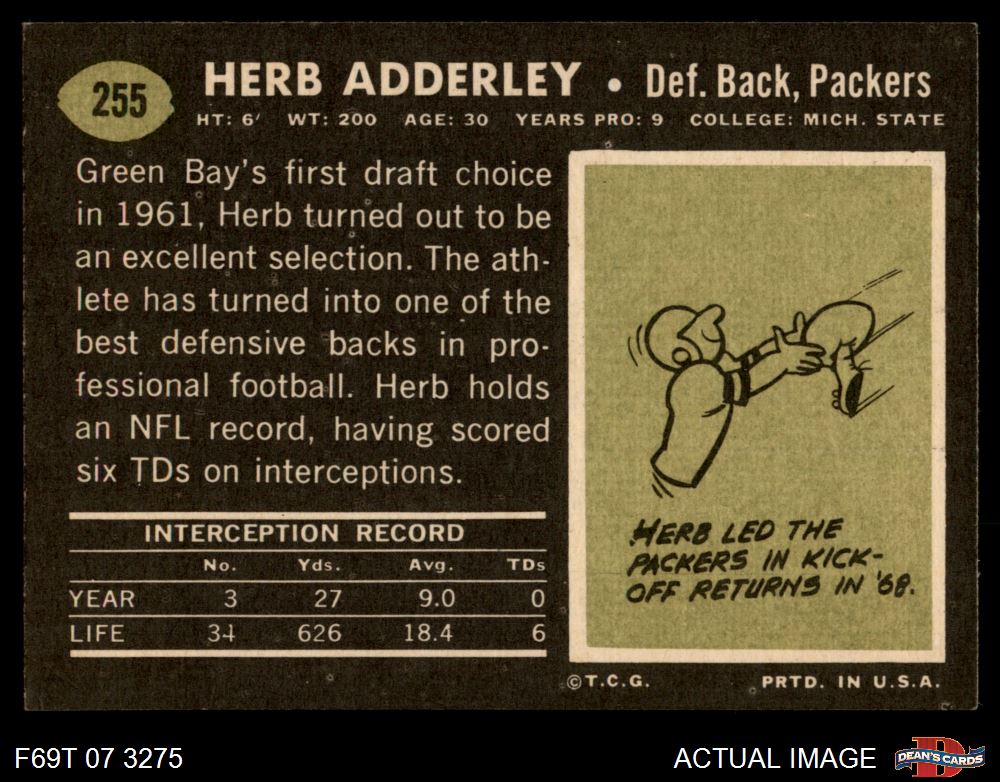 255
HERB ADDERLEY • Def. Back, Packers
HT: 6' WT: 200 AGE: 30 YEARS PRO: 9 COLLEGE: MICH. STATE
Green Bay's first draft choice
in 1961, Herb turned out to be
an excellent selection. The ath-
lete has turned into one of the
best defensive backs in pro-
fessional football. Herb holds
an NFL record, having scored
six TDs on interceptions.
INTERCEPTION RECORD
No. Yds. Avg. TDs
YEAR 3 27 9.0 0
LIFE 34 626 18.4 6
HERB LED THE
PACKERS IN KICK-
OFF RETURNS IN '68.
©T.C.G. PRTD. IN U.S.A.
F69T 07 3275
ACTUAL IMAGE
D
DEAN'S CARDS